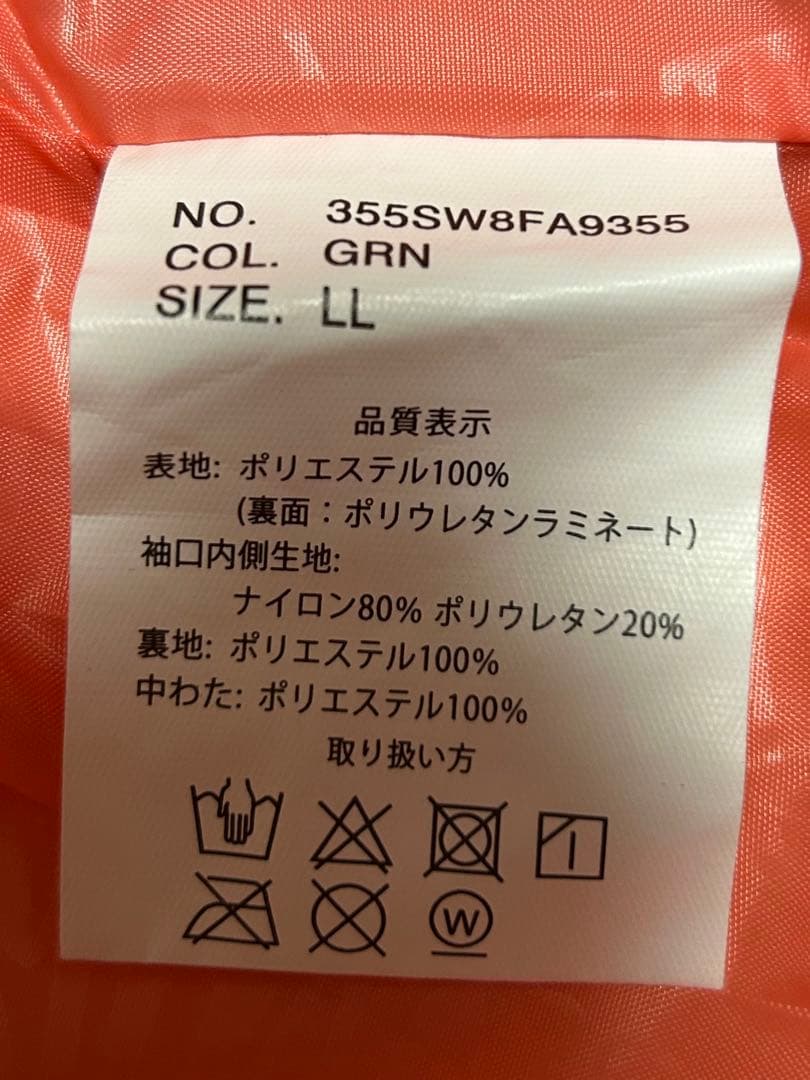 NO. 355SW8FA9355
COL. GRN
SIZE. LL
品質表示
表地: ポリエステル100%
(裏面：ポリウレタンラミネート)
袖口内側生地:
ナイロン80% ポリウレタン20%
裏地: ポリエステル100%
中わた: ポリエステル100%
取り扱い方
W